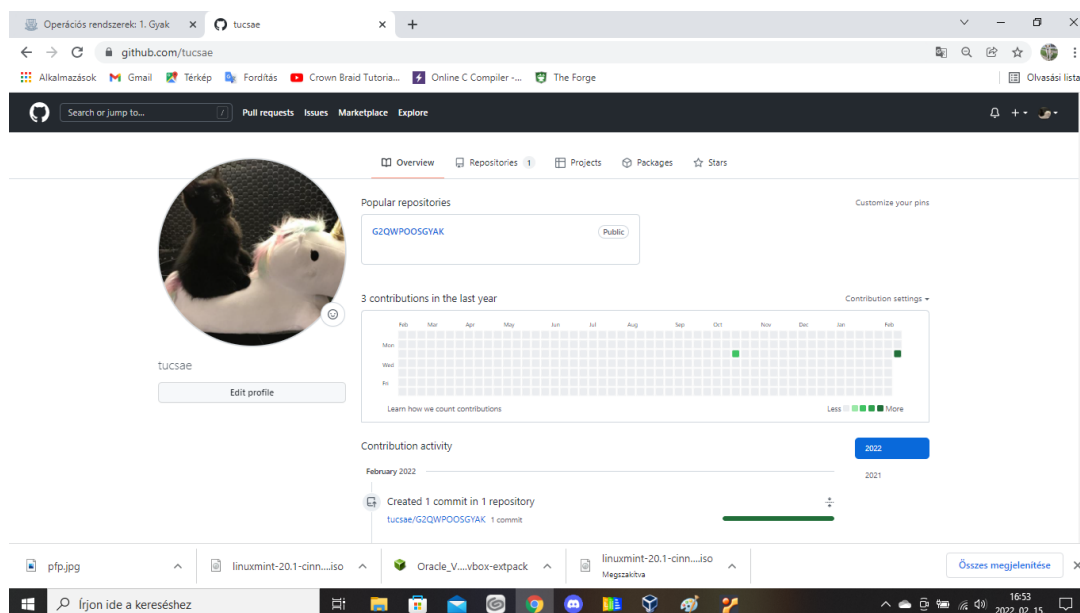 Operációs rendszerek: 1. Gyak
tucsae
github.com/tucsae
Alkalmazások Gmail Térkép Fordítás Crown Braid Tutoria... Online C Compiler -... The Forge Olvasási lista
Search or jump to... / Pull requests Issues Marketplace Explore
Overview Repositories 1 Projects Packages Stars
Popular repositories Customize your pins
G2QWPOOSGYAK Public
3 contributions in the last year Contribution settings
Feb Mar Apr May Jun Jul Aug Sep Oct Nov Dec Jan Feb
Mon
Wed
Fri
Learn how we count contributions Less More
tucsae
Edit profile
Contribution activity 2022
February 2022 2021
Created 1 commit in 1 repository
tucsae/G2QWPOOSGYAK 1 commit
pfp.jpg linuxmint-20.1-cinn....iso Oracle_V....vbox-extpack linuxmint-20.1-cinn....iso Összes megjelenítése
Megszakítva
Írjon ide a kereséshez 16:53
2022. 02. 15.